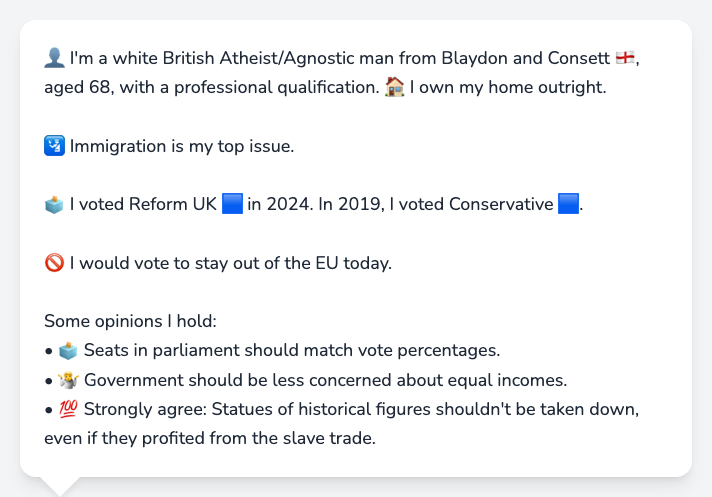 👤 I'm a white British Atheist/Agnostic man from Blaydon and Consett 🏴󠁧󠁢󠁥󠁮󠁧󠁿,
aged 68, with a professional qualification. 🏠 I own my home outright.
🛂 Immigration is my top issue.
🗳️ I voted Reform UK 🟦 in 2024. In 2019, I voted Conservative 🟦.
🚫 I would vote to stay out of the EU today.
Some opinions I hold:
• 🗳️ Seats in parliament should match vote percentages.
• 🤷 Government should be less concerned about equal incomes.
• 💯 Strongly agree: Statues of historical figures shouldn't be taken down,
even if they profited from the slave trade.